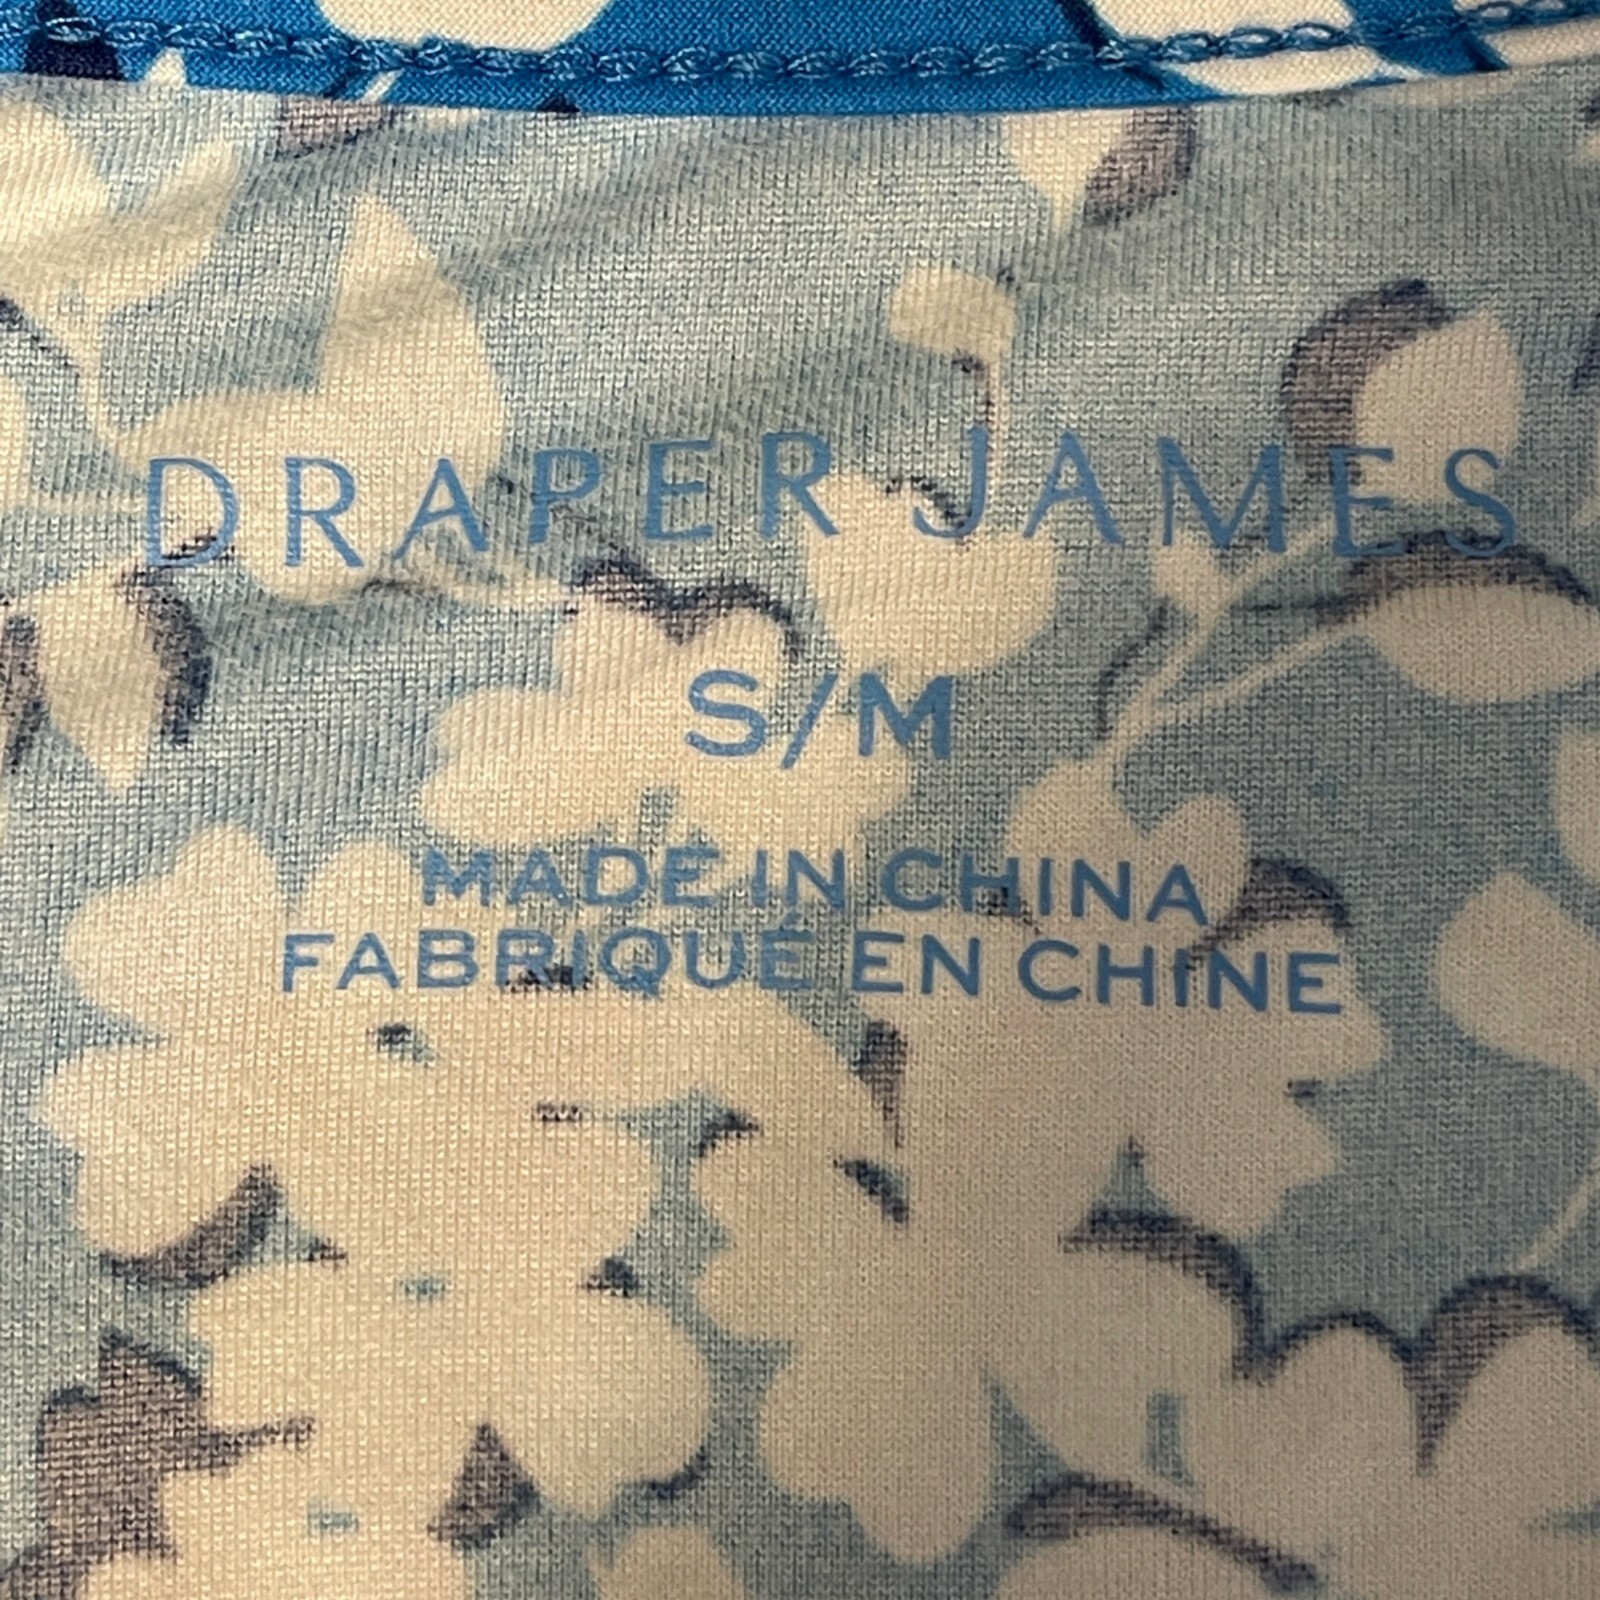 DRAPER JAMES
S/M
MADE IN CHINA
FABRIQUÉ EN CHINE